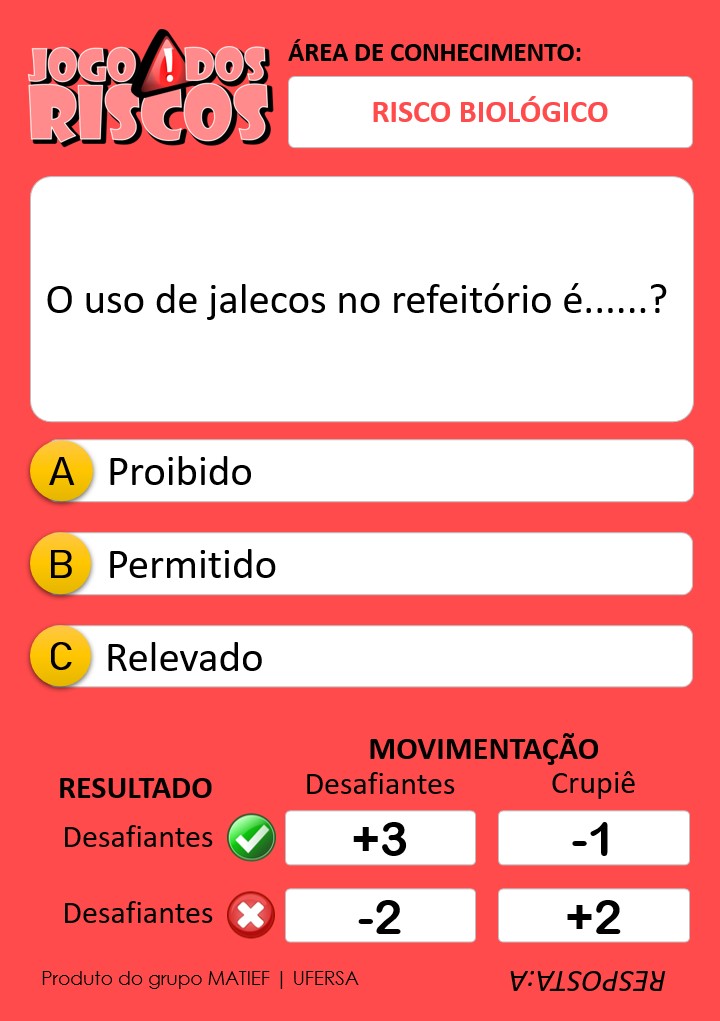 JOGO ! DOS
RISCOS
ÁREA DE CONHECIMENTO:
RISCO BIOLÓGICO
O uso de jalecos no refeitório é......?
A Proibido
B Permitido
C Relevado
MOVIMENTAÇÃO
RESULTADO Desafiantes Crupiê
Desafiantes +3 -1
Desafiantes -2 +2
Produto do grupo MATIEF | UFERSA
RESPOSTA:A